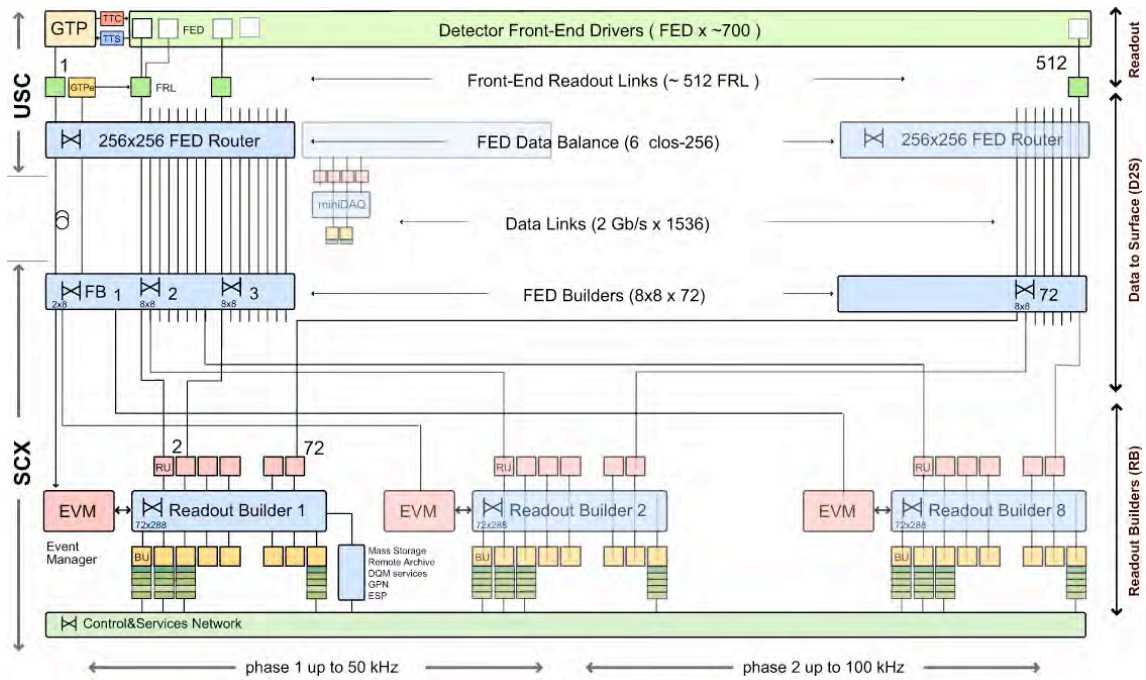 GTP
TTC
TTS
FED
Detector Front-End Drivers ( FED x ~700 )
Readout
USC
1
GTPe
FRL
Front-End Readout Links (~ 512 FRL )
512
256x256 FED Router
FED Data Balance (6 clos-256)
256x256 FED Router
miniDAQ
Data Links (2 Gb/s x 1536)
Data to Surface (D2S)
FB 1
2x8
2
8x8
3
8x8
FED Builders (8x8 x 72)
72
8x8
SCX
2
72
RU
RU
RU
EVM
Readout Builder 1
72x288
EVM
Readout Builder 2
72x288
EVM
Readout Builder 8
72x288
Readout Builders (RB)
Event
Manager
BU
BU
BU
Mass Storage
Remote Archive
DQM services
GPN
ESP
Control&Services Network
phase 1 up to 50 kHz
phase 2 up to 100 kHz